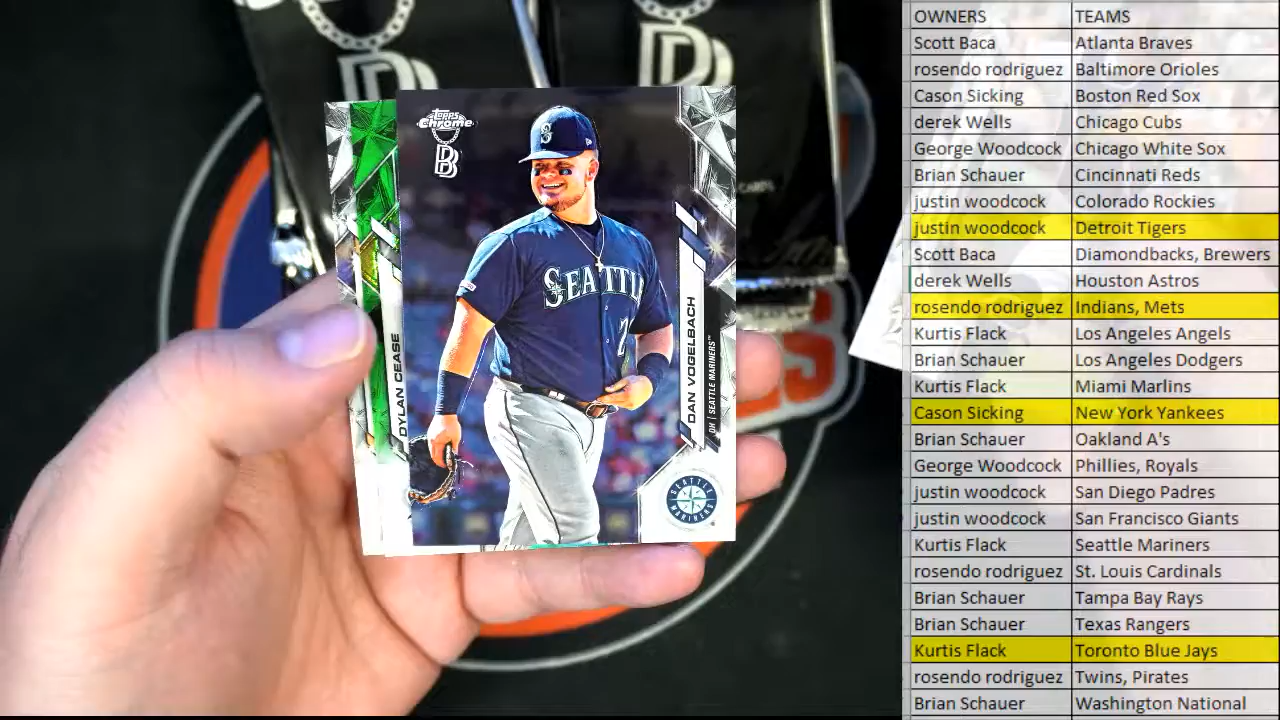 OWNERS TEAMS
Scott Baca Atlanta Braves
rosendo rodriguez Baltimore Orioles
Cason Sicking Boston Red Sox
derek Wells Chicago Cubs
George Woodcock Chicago White Sox
Brian Schauer Cincinnati Reds
justin woodcock Colorado Rockies
justin woodcock Detroit Tigers
Scott Baca Diamondbacks, Brewers
derek Wells Houston Astros
rosendo rodriguez Indians, Mets
Kurtis Flack Los Angeles Angels
Brian Schauer Los Angeles Dodgers
Kurtis Flack Miami Marlins
Cason Sicking New York Yankees
Brian Schauer Oakland A's
George Woodcock Phillies, Royals
justin woodcock San Diego Padres
justin woodcock San Francisco Giants
Kurtis Flack Seattle Mariners
rosendo rodriguez St. Louis Cardinals
Brian Schauer Tampa Bay Rays
Brian Schauer Texas Rangers
Kurtis Flack Toronto Blue Jays
rosendo rodriguez Twins, Pirates
Brian Schauer Washington National
Topps
Chrome
S
SEATTLE
2
DYLAN CEASE
DAN VOGELBACH
DH | SEATTLE MARINERS™
SEATTLE
MARINERS